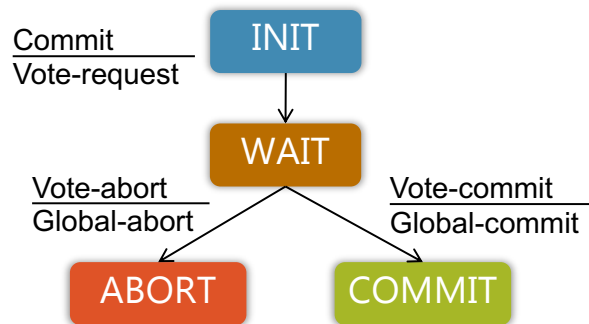 Commit
Vote-request
INIT
WAIT
Vote-abort
Global-abort
Vote-commit
Global-commit
ABORT
COMMIT